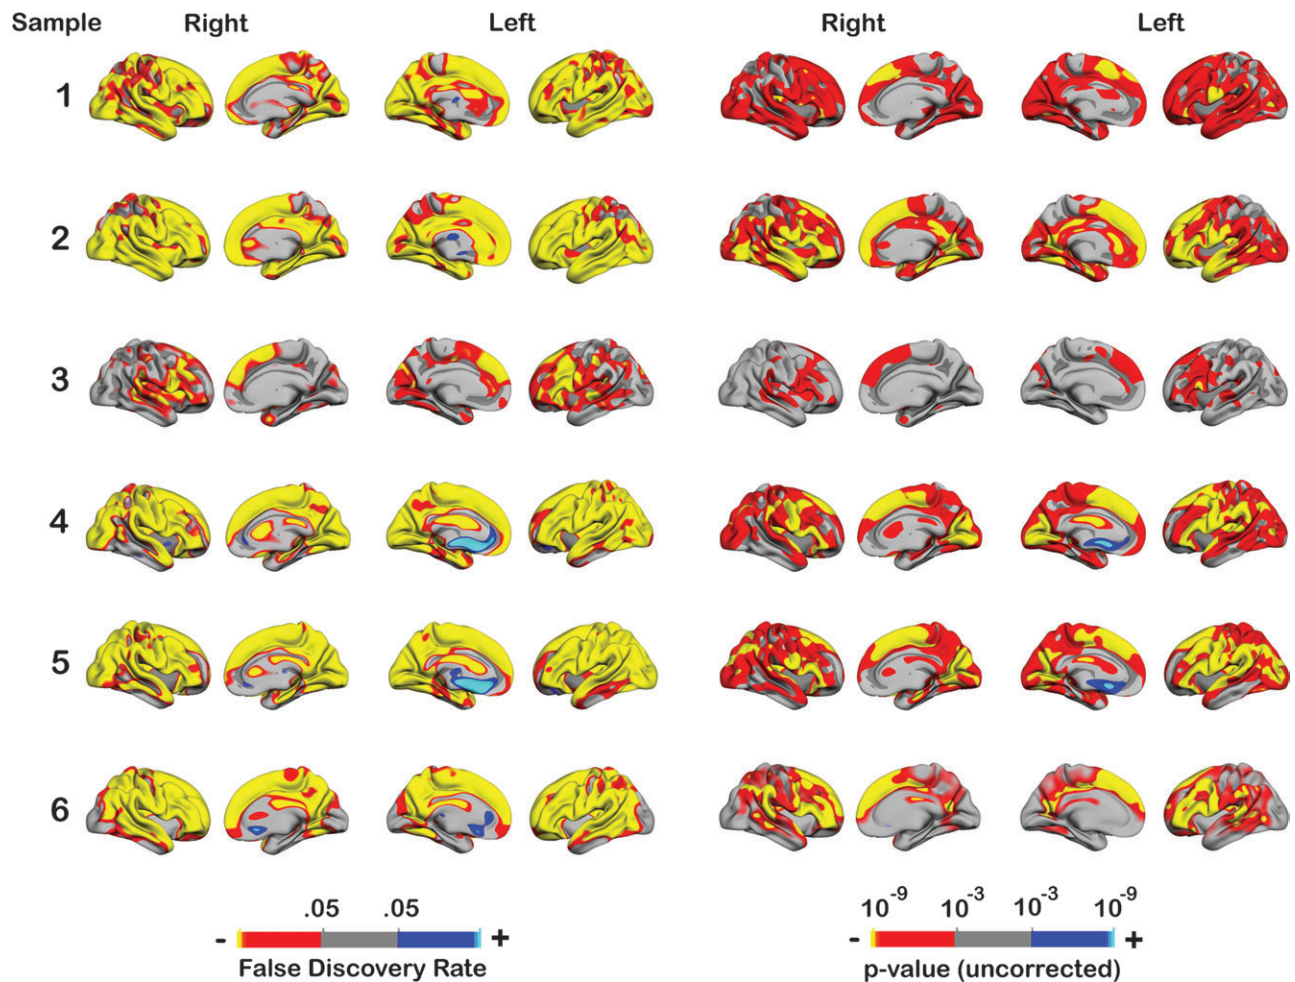 Sample Right Left Right Left
1
2
3
4
5
6
.05 .05 10⁻⁹ 10⁻³ 10⁻³ 10⁻⁹
- + - +
False Discovery Rate p-value (uncorrected)